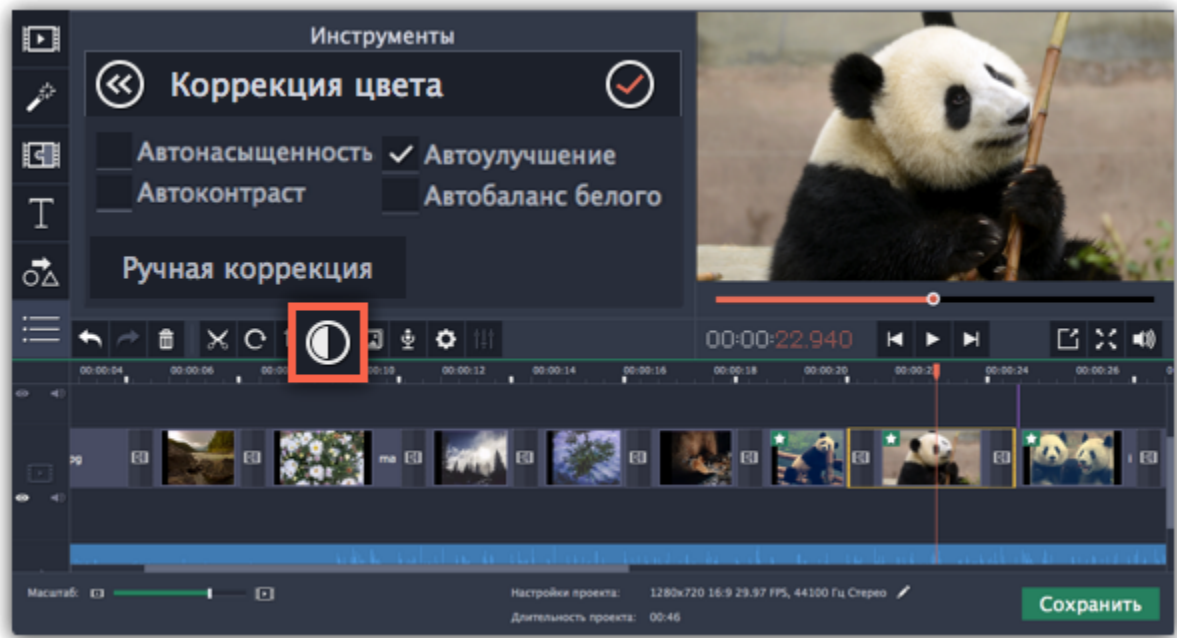 Инструменты
Коррекция цвета
Автонасыщенность Автоулучшение
Автоконтраст Автобаланс белого
Ручная коррекция
00:00:22.940
00:00:04 00:00:06 00:00:12 00:00:14 00:00:16 00:00:18 00:00:20 00:00:24 00:00:26
ma
Масштаб:
Настройки проекта: 1280x720 16:9 29.97 FPS, 44100 Гц Стерео
Длительность проекта: 00:46
Сохранить